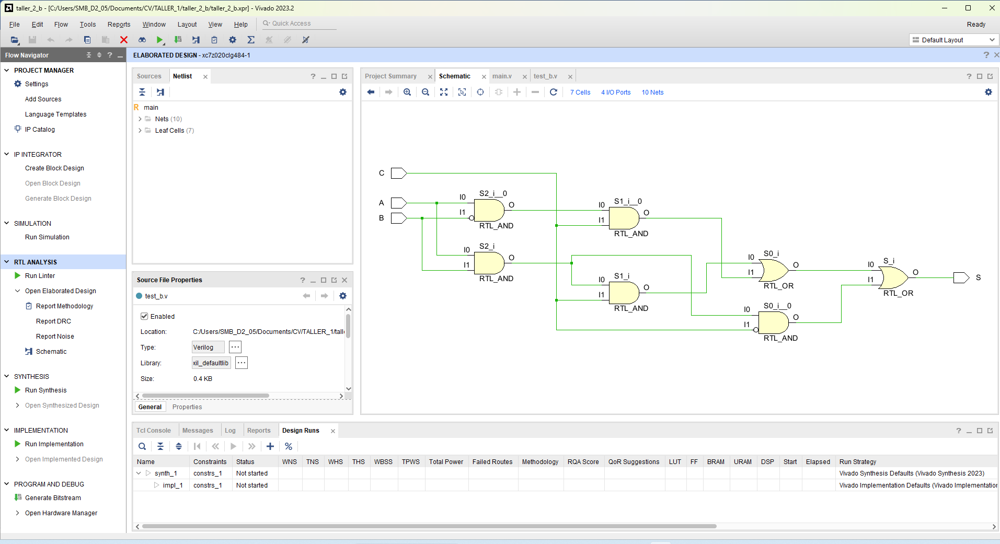 taller_2_b - [C:/Users/SMB_D2_05/Documents/CV/TALLER_1/taller_2_b/taller_2_b.xpr] - Vivado 2023.2
File Edit Flow Tools Reports Window Layout View Help Quick Access Ready
Default Layout
Flow Navigator
PROJECT MANAGER
Settings
Add Sources
Language Templates
IP Catalog
IP INTEGRATOR
Create Block Design
Open Block Design
Generate Block Design
SIMULATION
Run Simulation
RTL ANALYSIS
Run Linter
Open Elaborated Design
Report Methodology
Report DRC
Report Noise
Schematic
SYNTHESIS
Run Synthesis
Open Synthesized Design
IMPLEMENTATION
Run Implementation
Open Implemented Design
PROGRAM AND DEBUG
Generate Bitstream
Open Hardware Manager
ELABORATED DESIGN - xc7z020clg484-1
Sources Netlist
main
Nets (10)
Leaf Cells (7)
Source File Properties
test_b.v
Enabled
Location: C:/Users/SMB_D2_05/Documents/CV/TALLER_1/talle
Type: Verilog
Library: xil_defaultlib
Size: 0.4 KB
General Properties
Project Summary Schematic main.v test_b.v
7 Cells 4 I/O Ports 10 Nets
C
A
B
S2_i__0
I0
I1
O
RTL_AND
S2_i
I0
I1
O
RTL_AND
S1_i__0
I0
I1
O
RTL_AND
S1_i
I0
I1
O
RTL_AND
S0_i
I0
I1
O
RTL_OR
S0_i__0
I0
I1
O
RTL_AND
S_i
I0
I1
O
RTL_OR
S
Tcl Console Messages Log Reports Design Runs
Name Constraints Status WNS TNS WHS THS WBSS TPWS Total Power Failed Routes Methodology RQA Score QoR Suggestions LUT FF BRAM URAM DSP Start Elapsed Run Strategy
synth_1 constrs_1 Not started Vivado Synthesis Defaults (Vivado Synthesis 2023)
impl_1 constrs_1 Not started Vivado Implementation Defaults (Vivado Implementation